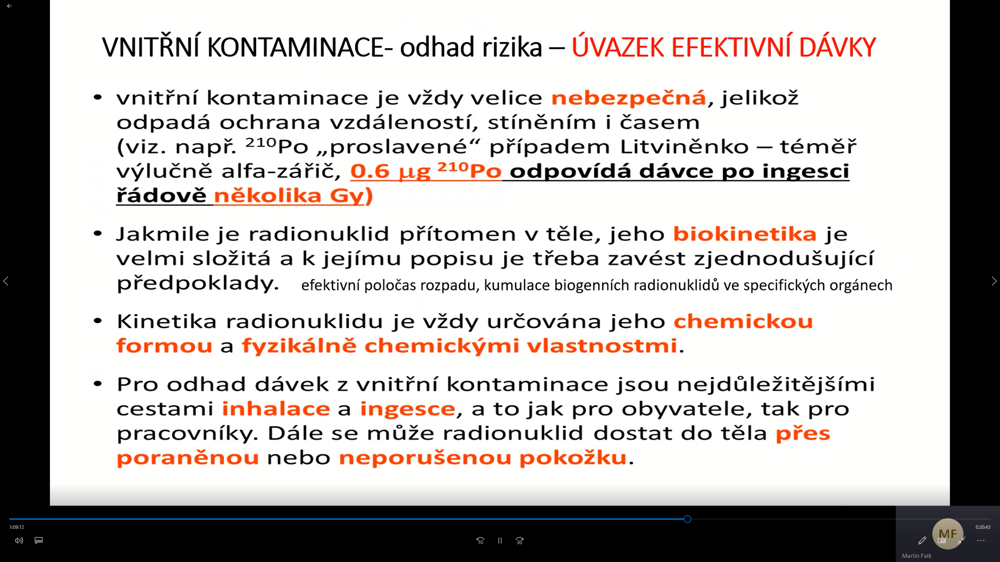 VNITŘNÍ KONTAMINACE- odhad rizika – ÚVAZEK EFEKTIVNÍ DÁVKY
• vnitřní kontaminace je vždy velice nebezpečná, jelikož
odpadá ochrana vzdáleností, stíněním i časem
(viz. např. ²¹⁰Po „proslavené“ případem Litviněnko – téměř
výlučně alfa-zářič, 0.6 µg ²¹⁰Po odpovídá dávce po ingesci
řádově několika Gy)
• Jakmile je radionuklid přítomen v těle, jeho biokinetika je
velmi složitá a k jejímu popisu je třeba zavést zjednodušující
předpoklady. efektivní poločas rozpadu, kumulace biogenních radionuklidů ve specifických orgánech
• Kinetika radionuklidu je vždy určována jeho chemickou
formou a fyzikálně chemickými vlastnostmi.
• Pro odhad dávek z vnitřní kontaminace jsou nejdůležitějšími
cestami inhalace a ingesce, a to jak pro obyvatele, tak pro
pracovníky. Dále se může radionuklid dostat do těla přes
poraněnou nebo neporušenou pokožku.
1:09:12
0:30:43
10
30
MF
Martin Falk